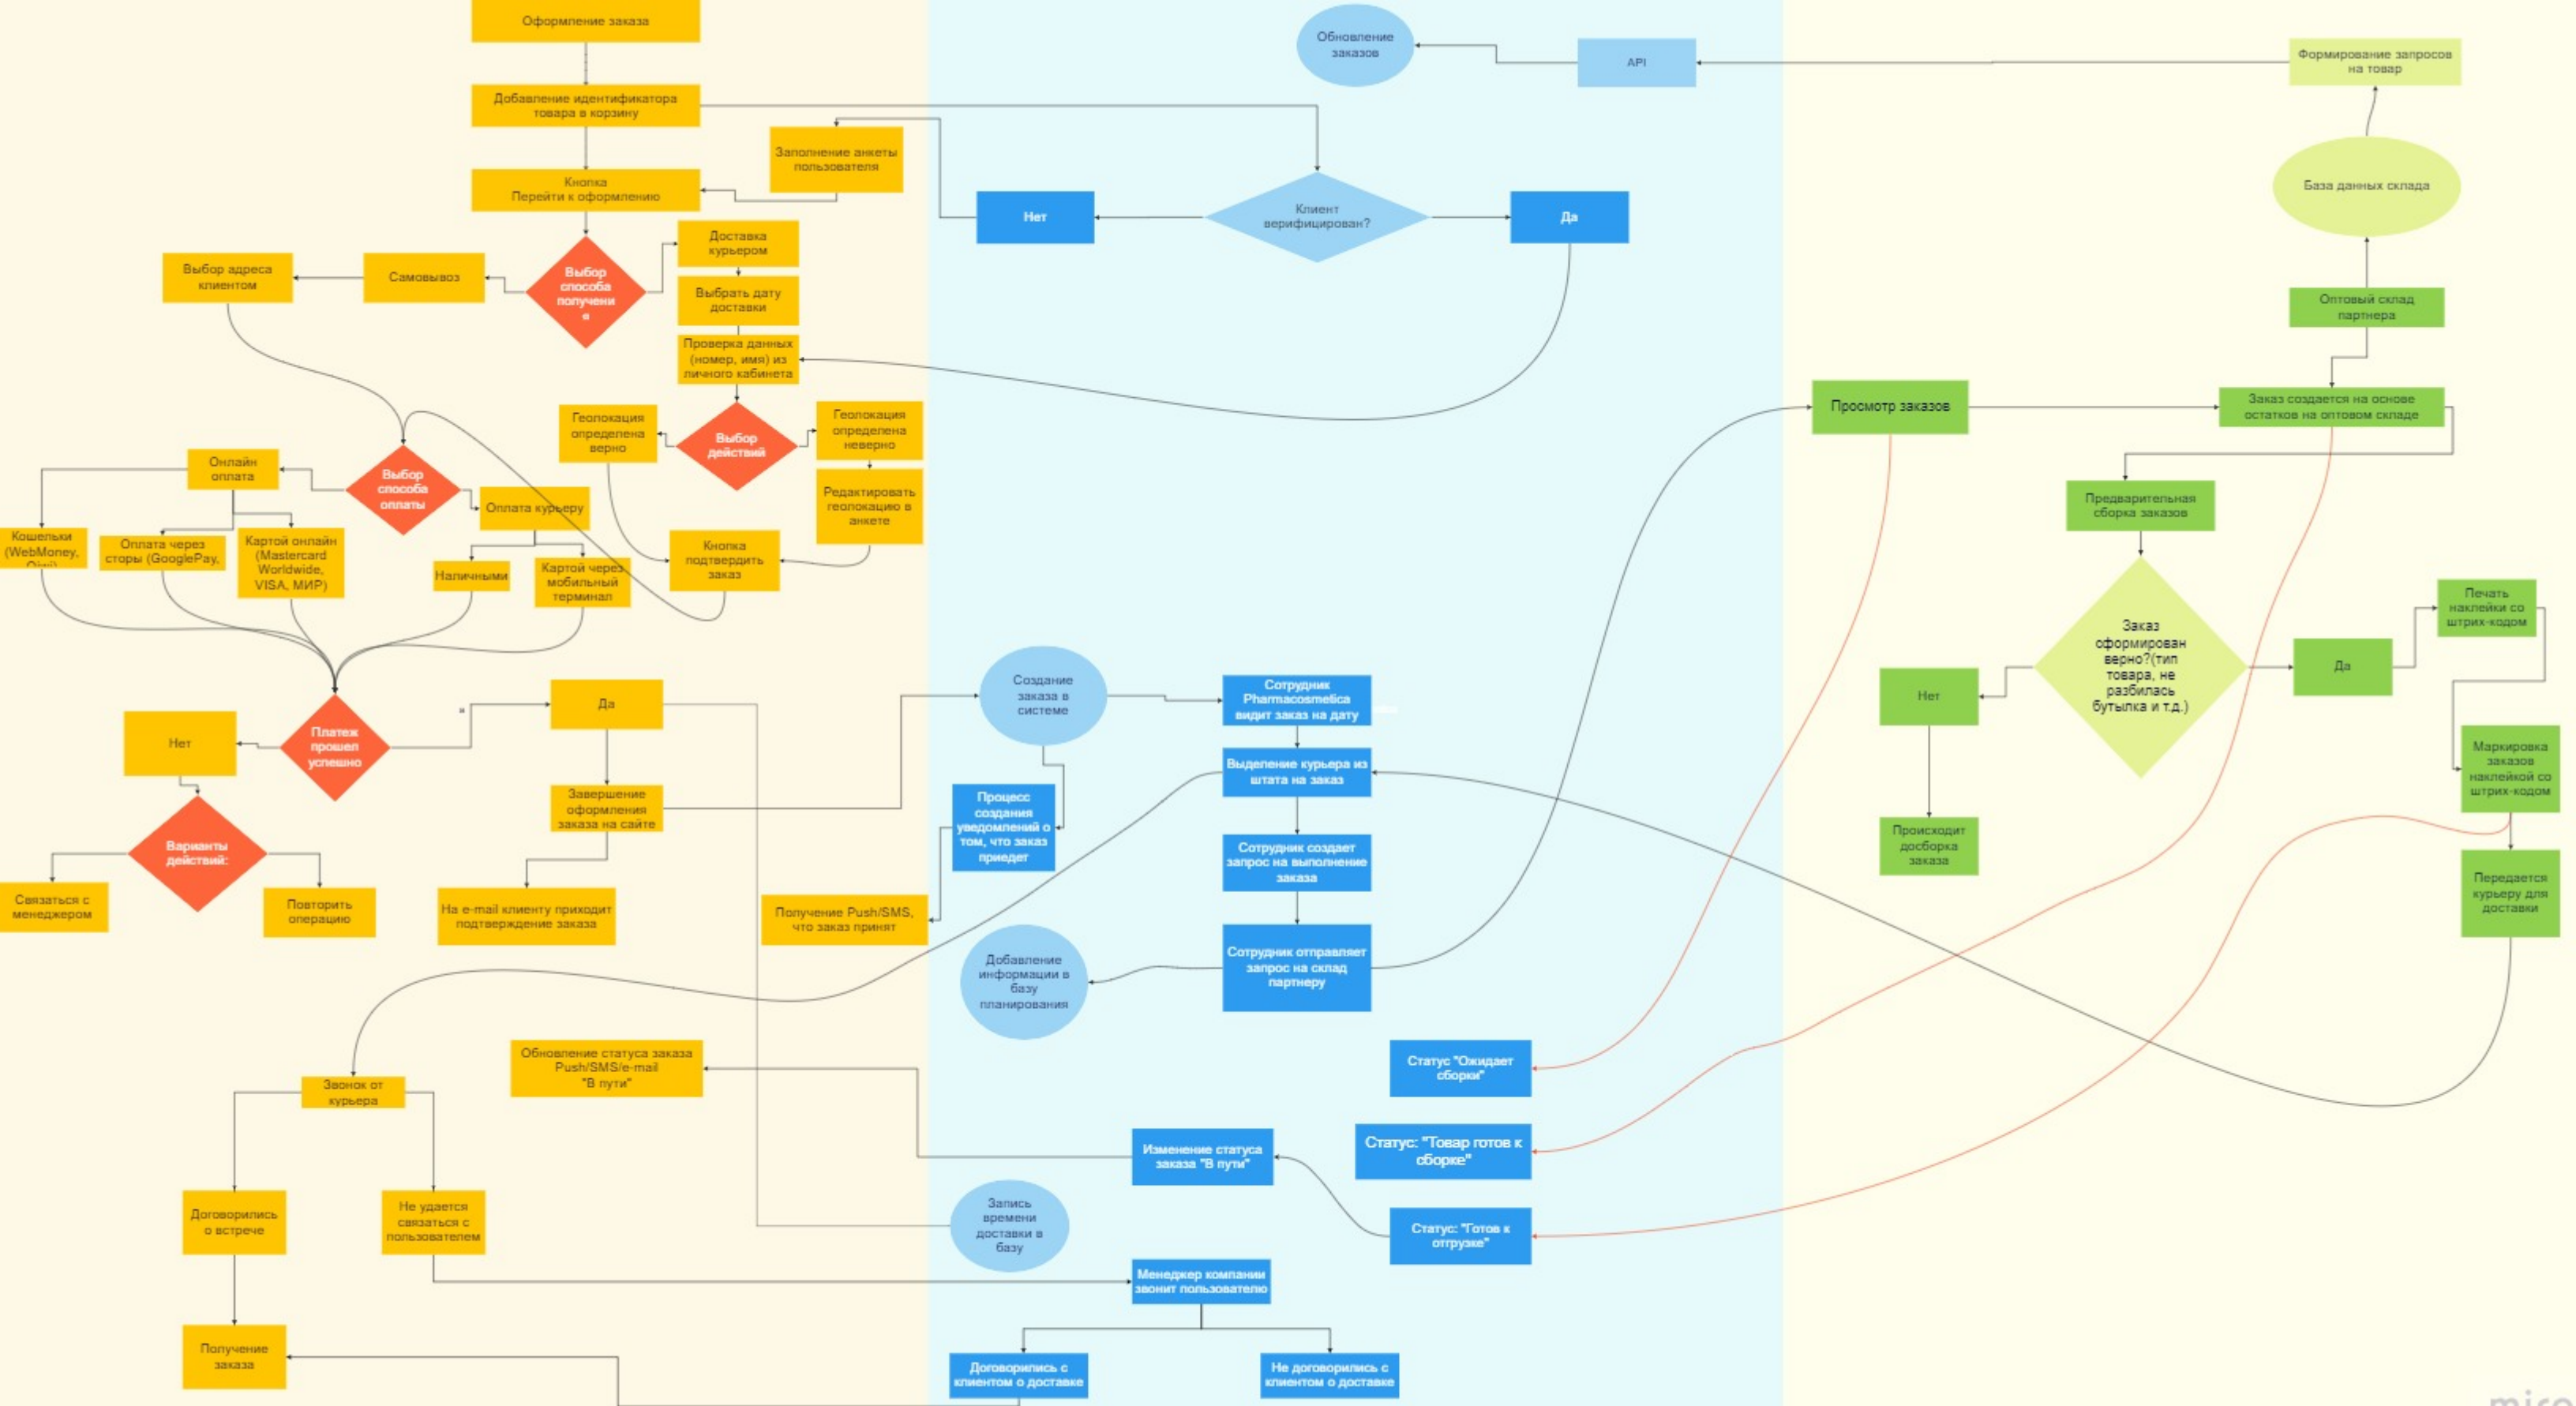 Оформление заказа
Добавление идентификатора
товара в корзину
Кнопка
Перейти к оформлению
Заполнение анкеты
пользователя
Выбор
способа
получени
я
Самовывоз
Выбор адреса
клиентом
Доставка
курьером
Выбрать дату
доставки
Проверка данных
(номер, имя) из
личного кабинета
Выбор
действий
Геолокация
определена
верно
Геолокация
определена
неверно
Редактировать
геолокацию в
анкете
Кнопка
подтвердить
заказ
Выбор
способа
оплаты
Онлайн
оплата
Кошельки
(WebMoney,
Оплата через
сторы (GooglePay,
Картой онлайн
(Mastercard
Worldwide,
VISA, МИР)
Оплата курьеру
Наличными
Картой через
мобильный
терминал
Платеж
прошел
успешно
Нет
Да
Варианты
действий:
Связаться с
менеджером
Повторить
операцию
Завершение
оформления
заказа на сайте
На e-mail клиенту приходит
подтверждение заказа
Получение Push/SMS,
что заказ принят
Обновление статуса заказа
Push/SMS/e-mail
"В пути"
Звонок от
курьера
Договорились
о встрече
Не удается
связаться с
пользователем
Получение
заказа
Обновление
заказов
API
Клиент
верифицирован?
Нет
Да
Создание
заказа в
системе
Сотрудник
Pharmacosmetica
видит заказ на дату
Выделение курьера из
штата на заказ
Процесс
создания
уведомлений о
том, что заказ
приедет
Сотрудник создает
запрос на выполнение
заказа
Сотрудник отправляет
запрос на склад
партнеру
Добавление
информации в
базу
планирования
Статус "Ожидает
сборки"
Статус: "Товар готов к
сборке"
Статус: "Готов к
отгрузке"
Изменение статуса
заказа "В пути"
Запись
времени
доставки в
базу
Менеджер компании
звонит пользователю
Договорились с
клиентом о доставке
Не договорились с
клиентом о доставке
Формирование запросов
на товар
База данных склада
Оптовый склад
партнера
Просмотр заказов
Заказ создается на основе
остатков на оптовом складе
Предварительная
сборка заказов
Заказ
оформирован
верно?(тип
товара, не
разбилась
бутылка и т.д.)
Нет
Да
Происходит
досборка
заказа
Печать
наклейки со
штрих-кодом
Маркировка
заказов
наклейкой со
штрих-кодом
Передается
курьеру для
доставки
miro